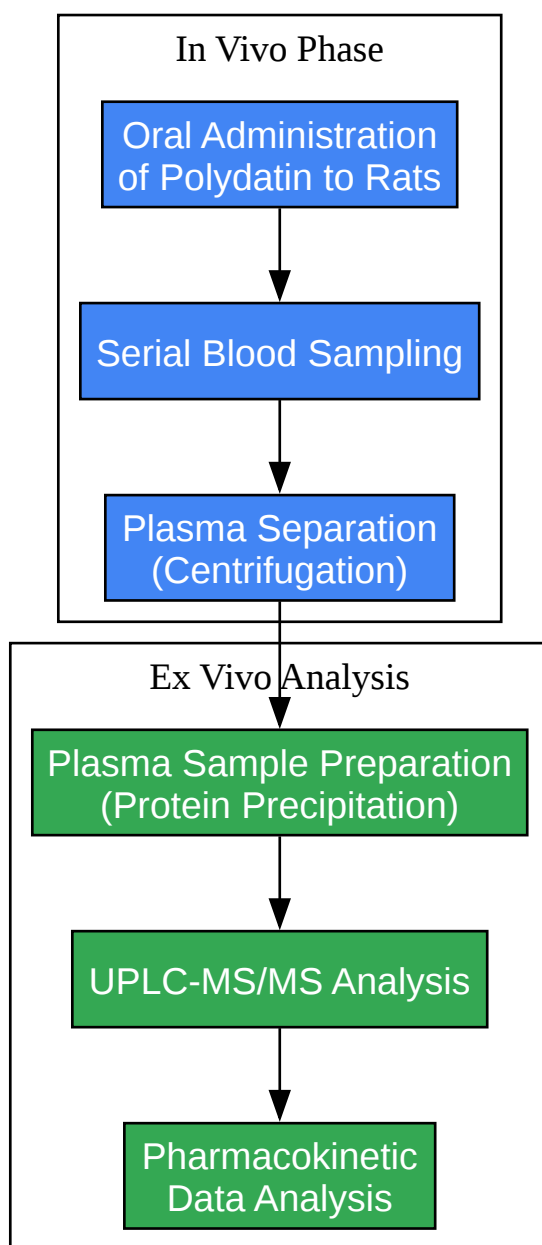 In Vivo Phase
Oral Administration
of Polydatin to Rats
Serial Blood Sampling
Plasma Separation
(Centrifugation)
Ex Vivo Analysis
Plasma Sample Preparation
(Protein Precipitation)
UPLC-MS/MS Analysis
Pharmacokinetic
Data Analysis